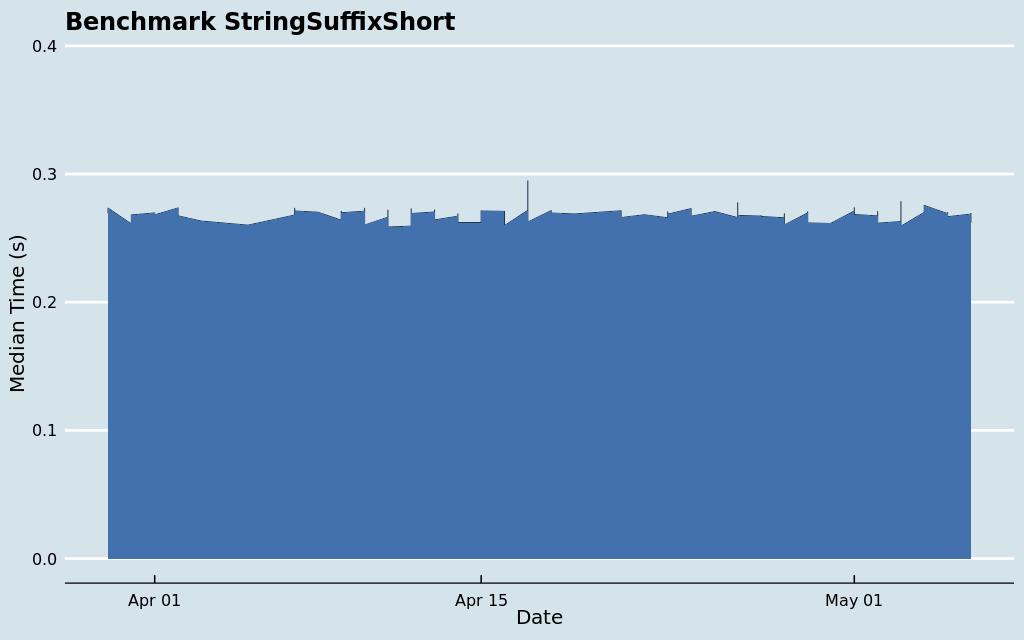 Benchmark StringSuffixShort
0.4
0.3
0.2
0.1
0.0
Median Time (s)
Apr 01
Apr 15
May 01
Date